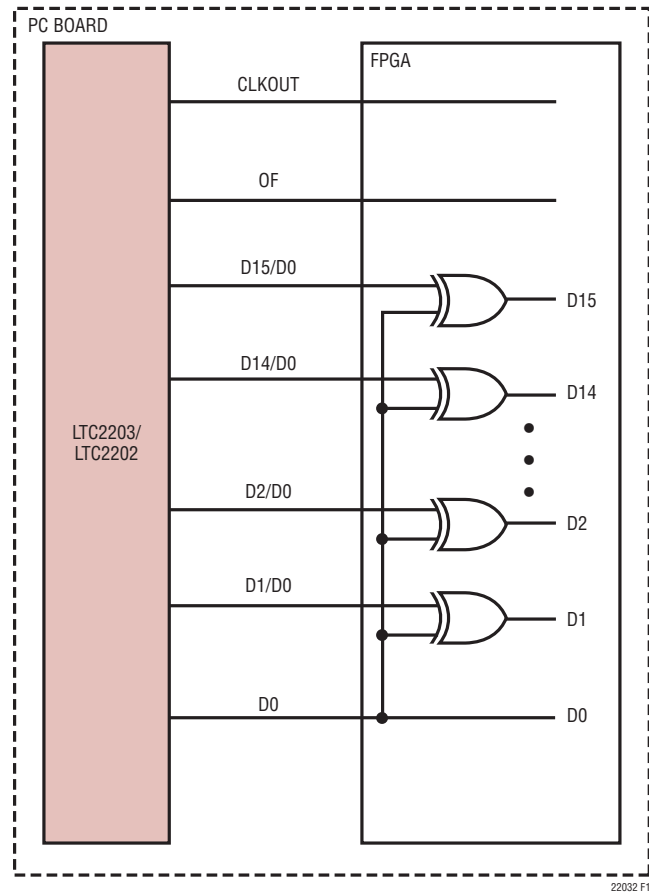 PC BOARD
FPGA
CLKOUT
OF
D15/D0
D15
D14/D0
D14
LTC2203/
LTC2202
D2/D0
D2
D1/D0
D1
D0
D0
22032 F1